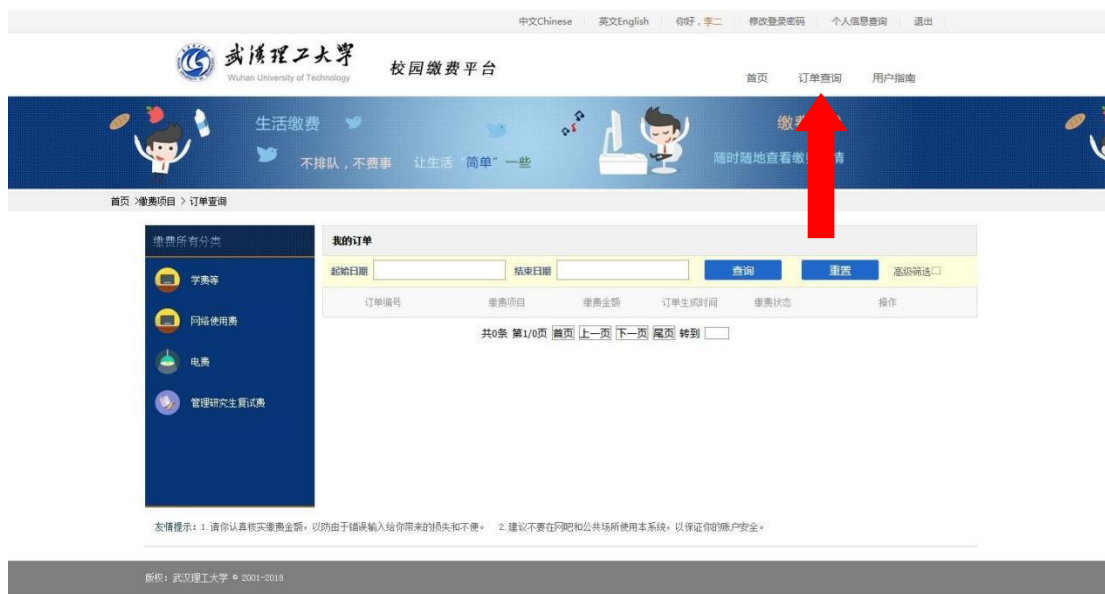 中文Chinese 英文English 你好，李二 修改登录密码 个人信息查询 退出
武汉理工大学 校园缴费平台
Wuhan University of Technology
首页 订单查询 用户指南
生活缴费
不排队，不费事 让生活“简单”一些
随时随地查看缴
首页 >缴费项目 > 订单查询
缴费所有分类
学费等
网络使用费
电费
管理研究生复试费
我的订单
起始日期 结束日期 查询 重置 高级筛选
订单编号 缴费项目 缴费金额 订单生成时间 缴费状态 操作
共0条 第1/0页 首页 上一页 下一页 尾页 转到
友情提示：1.请你认真核实缴费金额，以防由于错误输入给你带来的损失和不便。 2.建议不要在网吧和公共场所使用本系统，以保证你的账户安全。
版权：武汉理工大学 © 2001-2018